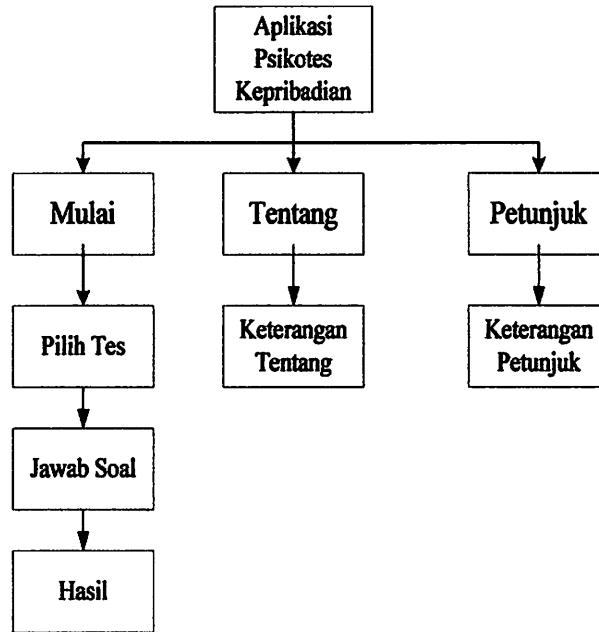 Aplikasi
Psikotes
Kepribadian
Mulai
Tentang
Petunjuk
Pilih Tes
Keterangan
Tentang
Keterangan
Petunjuk
Jawab Soal
Hasil